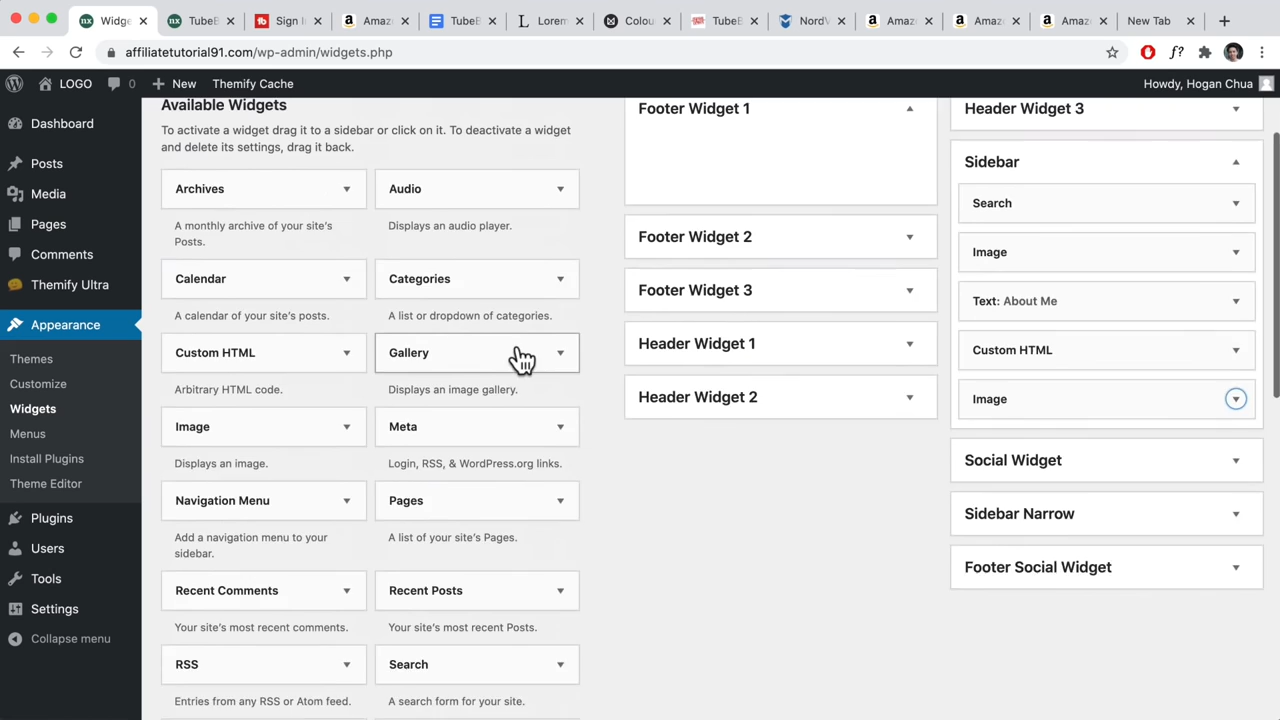 Widge
TubeB
Sign I
Amazo
TubeB
Lorem
Colou
TubeB
NordV
Amaz
Amaz
Amaz
New Tab
affiliatetutorial91.com/wp-admin/widgets.php
LOGO
0
New
Themify Cache
Howdy, Hogan Chua
Dashboard
Posts
Media
Pages
Comments
Themify Ultra
Appearance
Themes
Customize
Widgets
Menus
Install Plugins
Theme Editor
Plugins
Users
Tools
Settings
Collapse menu
Available Widgets
To activate a widget drag it to a sidebar or click on it. To deactivate a widget
and delete its settings, drag it back.
Archives
A monthly archive of your site's
Posts.
Audio
Displays an audio player.
Calendar
A calendar of your site's posts.
Categories
A list or dropdown of categories.
Custom HTML
Arbitrary HTML code.
Gallery
Displays an image gallery.
Image
Displays an image.
Meta
Login, RSS, & WordPress.org links.
Navigation Menu
Add a navigation menu to your
sidebar.
Pages
A list of your site's Pages.
Recent Comments
Your site's most recent comments.
Recent Posts
Your site's most recent Posts.
RSS
Entries from any RSS or Atom feed.
Search
A search form for your site.
Footer Widget 1
Footer Widget 2
Footer Widget 3
Header Widget 1
Header Widget 2
Header Widget 3
Sidebar
Search
Image
Text: About Me
Custom HTML
Image
Social Widget
Sidebar Narrow
Footer Social Widget